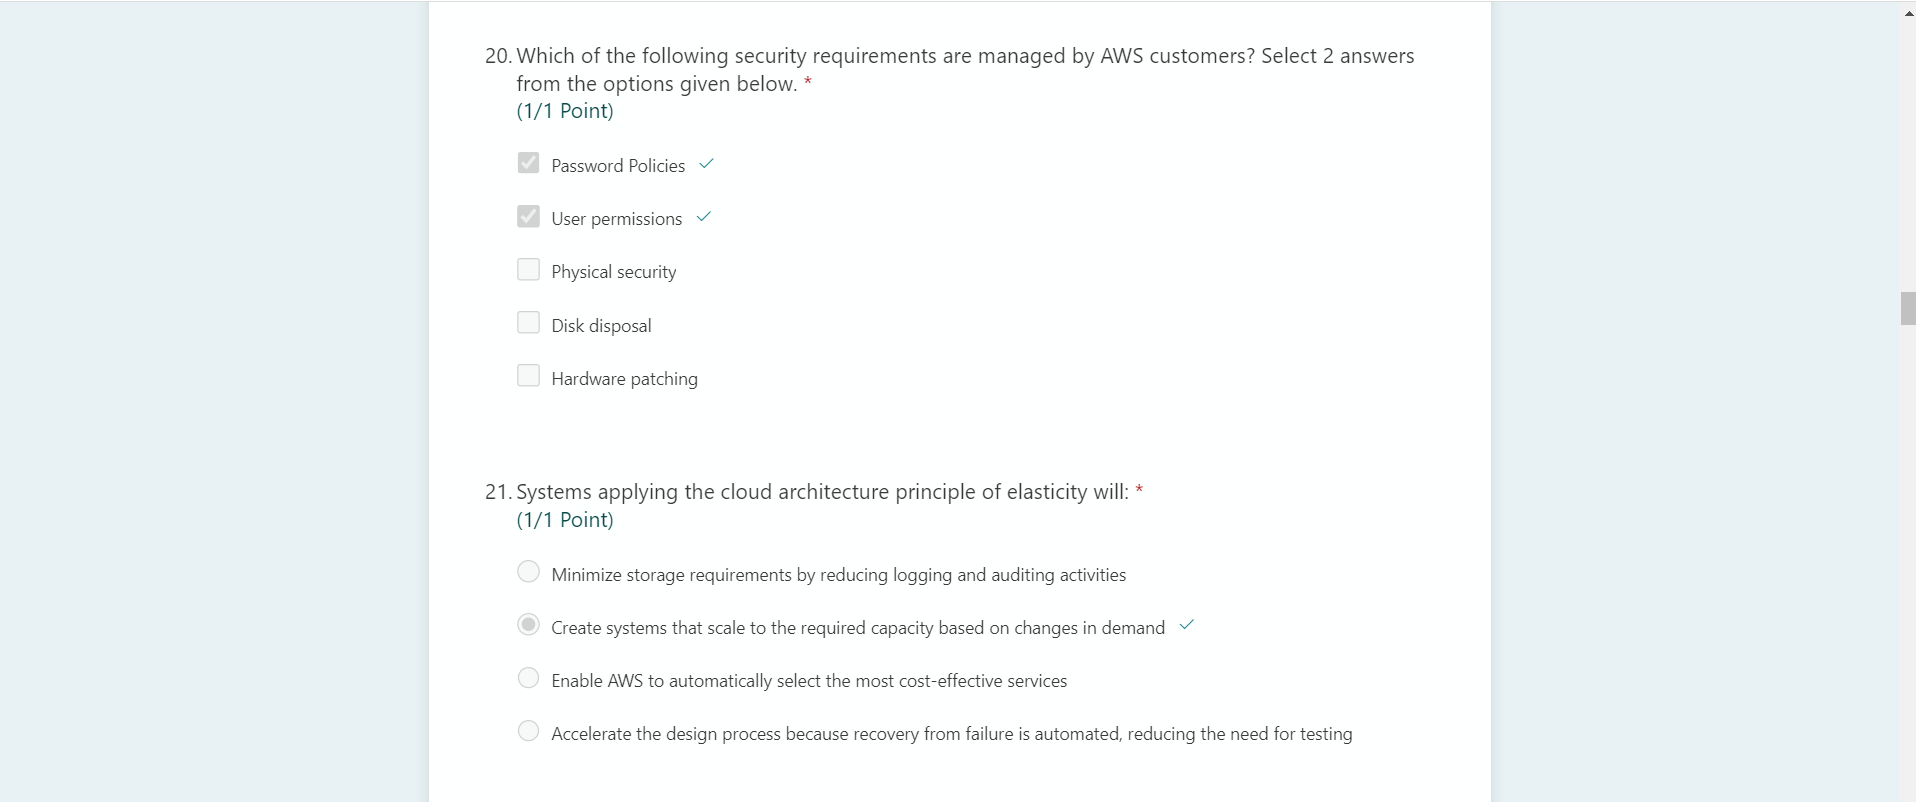 20. Which of the following security requirements are managed by AWS customers? Select 2 answers
from the options given below. *
(1/1 Point)
Password Policies
User permissions
Physical security
Disk disposal
Hardware patching
21. Systems applying the cloud architecture principle of elasticity will: *
(1/1 Point)
Minimize storage requirements by reducing logging and auditing activities
Create systems that scale to the required capacity based on changes in demand
Enable AWS to automatically select the most cost-effective services
Accelerate the design process because recovery from failure is automated, reducing the need for testing